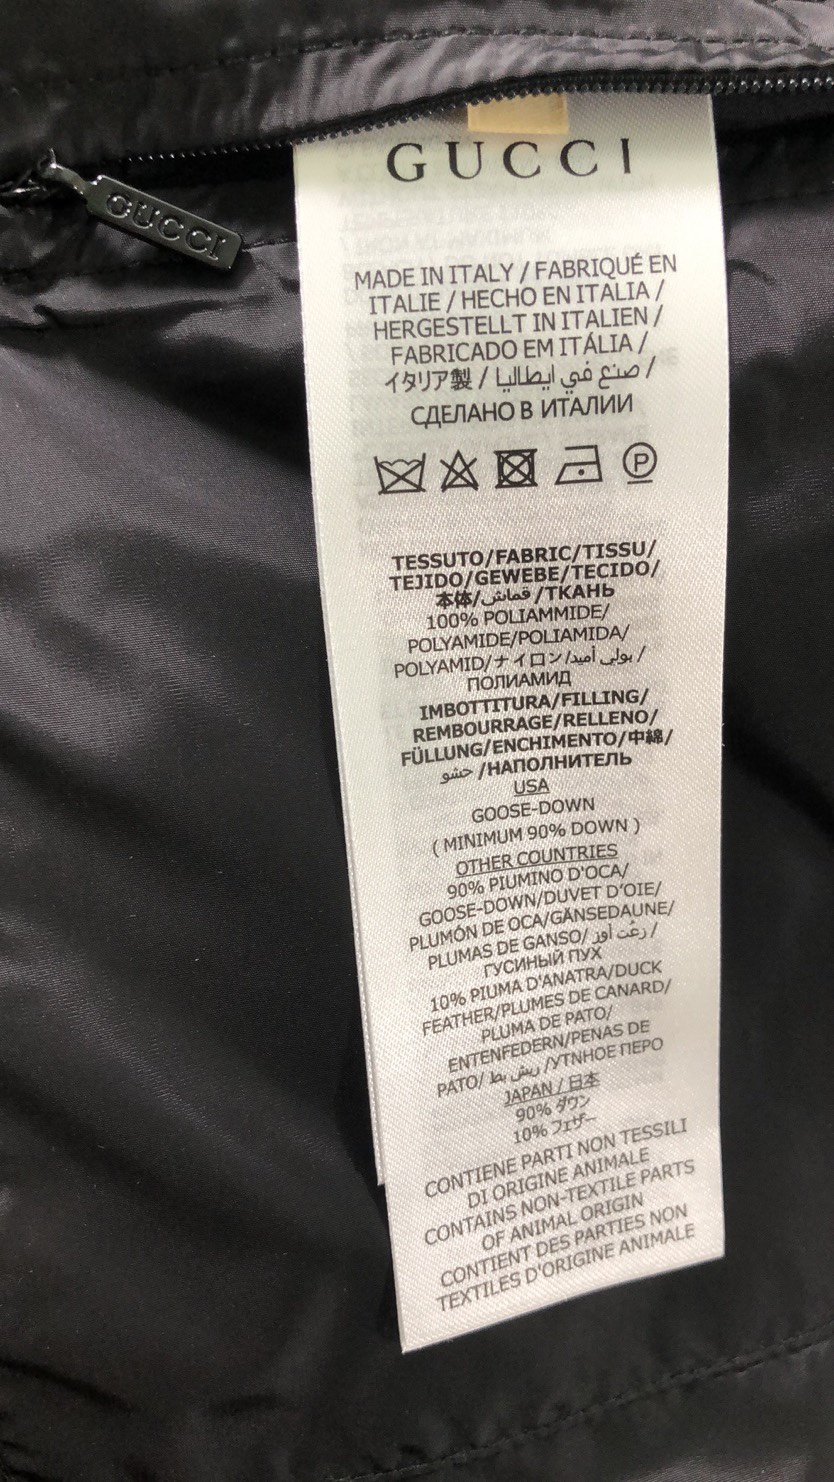 GUCCI
GUCCI
MADE IN ITALY / FABRIQUÉ EN
ITALIE / HECHO EN ITALIA /
HERGESTELLT IN ITALIEN /
FABRICADO EM ITÁLIA /
イタリア製 / صنع في ايطاليا /
СДЕЛАНО В ИТАЛИИ
P
TESSUTO/FABRIC/TISSU/
TEJIDO/GEWEBE/TECIDO/
本体/قماش/ТКАНЬ
100% POLIAMMIDE/
POLYAMIDE/POLIAMIDA/
POLYAMID/ナイロン/بولي أميد/
ПОЛИАМИД
IMBOTTITURA/FILLING/
REMBOURRAGE/RELLENO/
FÜLLUNG/ENCHIMENTO/中綿/
حشو /НАПОЛНИТЕЛЬ
USA
GOOSE-DOWN
( MINIMUM 90% DOWN )
OTHER COUNTRIES
90% PIUMINO D'OCA/
GOOSE-DOWN/DUVET D'OIE/
PLUMÓN DE OCA/GÄNSEDAUNE/
PLUMAS DE GANSO/ زغب أوز /
ГУСИНЫЙ ПУХ
10% PIUMA D'ANATRA/DUCK
FEATHER/PLUMES DE CANARD/
PLUMA DE PATO/
ENTENFEDERN/PENAS DE
PATO/ ريش بط /УТНОЕ ПЕРО
JAPAN / 日本
90% ダウン
10% フェザー
CONTIENE PARTI NON TESSILI
DI ORIGINE ANIMALE
CONTAINS NON-TEXTILE PARTS
OF ANIMAL ORIGIN
CONTIENT DES PARTIES NON
TEXTILES D'ORIGINE ANIMALE